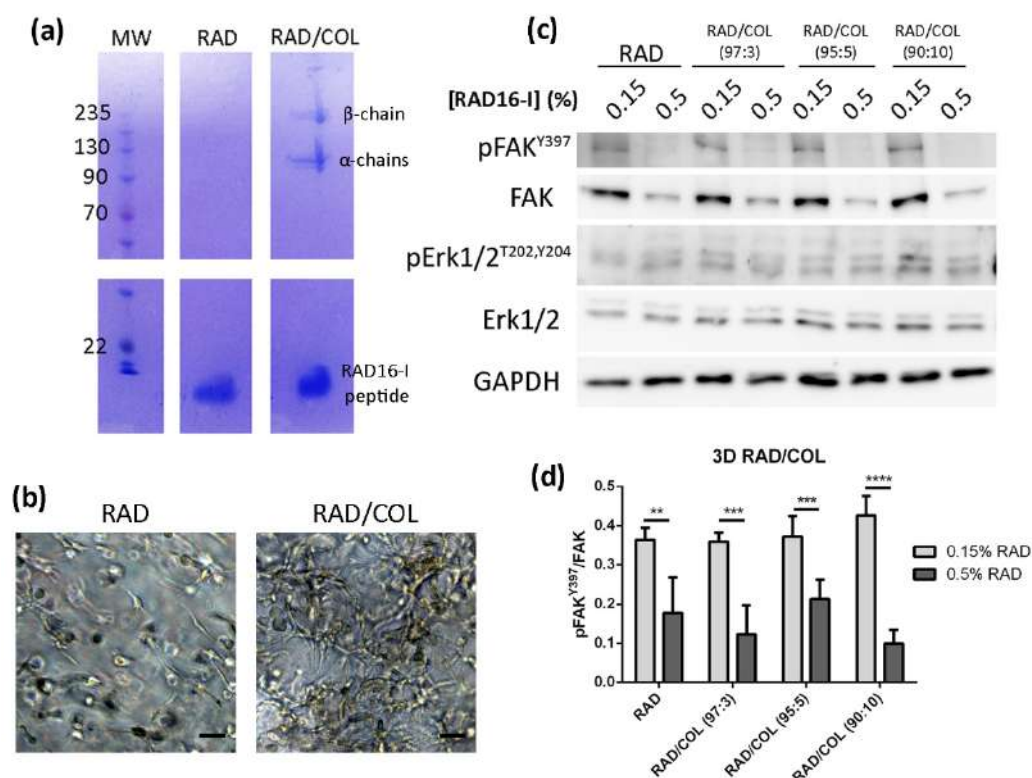 (a)
MW RAD RAD/COL
235
130
90
70
22
β-chain
α-chains
RAD16-I
peptide
(b)
RAD RAD/COL
(c)
RAD RAD/COL (97:3) RAD/COL (95:5) RAD/COL (90:10)
[RAD16-I] (%) 0.15 0.5 0.15 0.5 0.15 0.5 0.15 0.5
pFAKY397
FAK
pErk1/2T202,Y204
Erk1/2
GAPDH
(d)
3D RAD/COL
pFAKY397/FAK
0.5
0.4
0.3
0.2
0.1
0.0
** *** *** ****
RAD
RAD/COL (97:3)
RAD/COL (95:5)
RAD/COL (90:10)
0.15% RAD
0.5% RAD